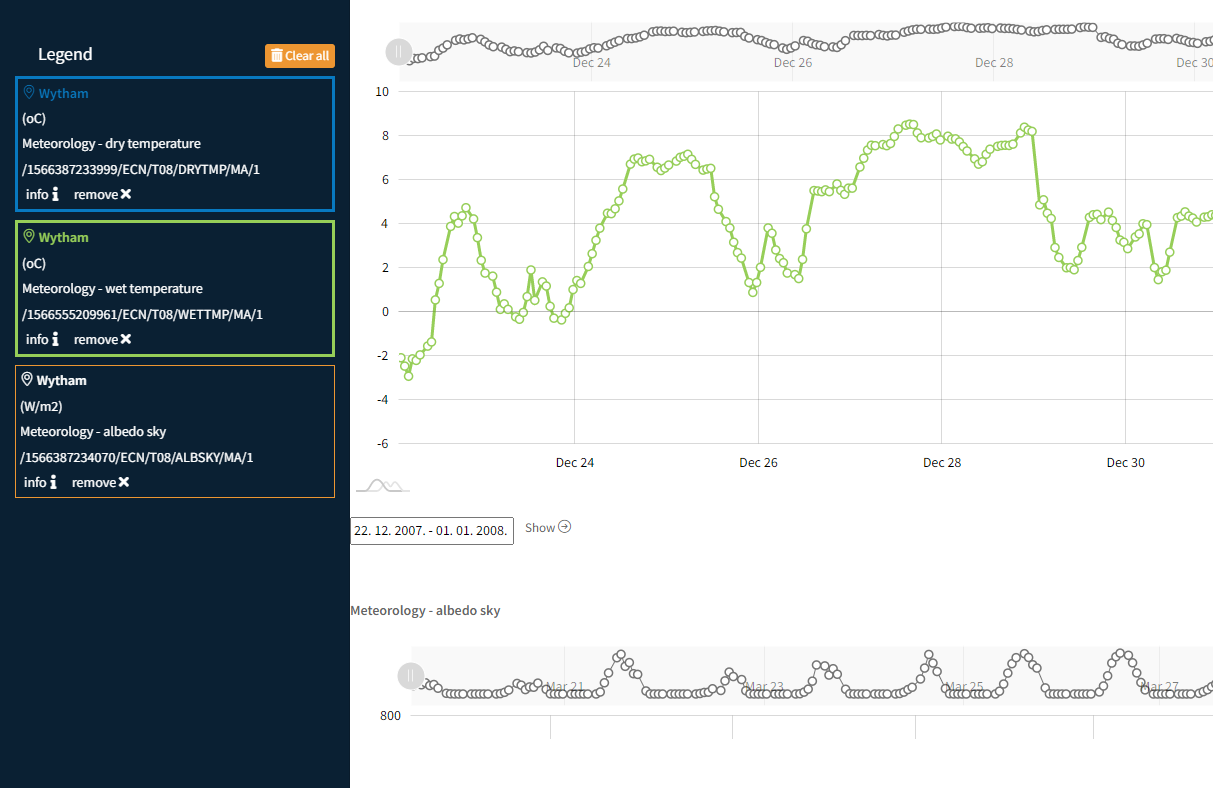 Legend
Clear all
Wytham
(oC)
Meteorology - dry temperature
/1566387233999/ECN/T08/DRYTMP/MA/1
info remove
Wytham
(oC)
Meteorology - wet temperature
/1566555209961/ECN/T08/WETTMP/MA/1
info remove
Wytham
(W/m2)
Meteorology - albedo sky
/1566387234070/ECN/T08/ALBSKY/MA/1
info remove
Dec 24 Dec 26 Dec 28 Dec 30
10
8
6
4
2
0
-2
-4
-6
Dec 24 Dec 26 Dec 28 Dec 30
22. 12. 2007. - 01. 01. 2008. Show
Meteorology - albedo sky
Mar 21 Mar 23 Mar 25 Mar 27
800